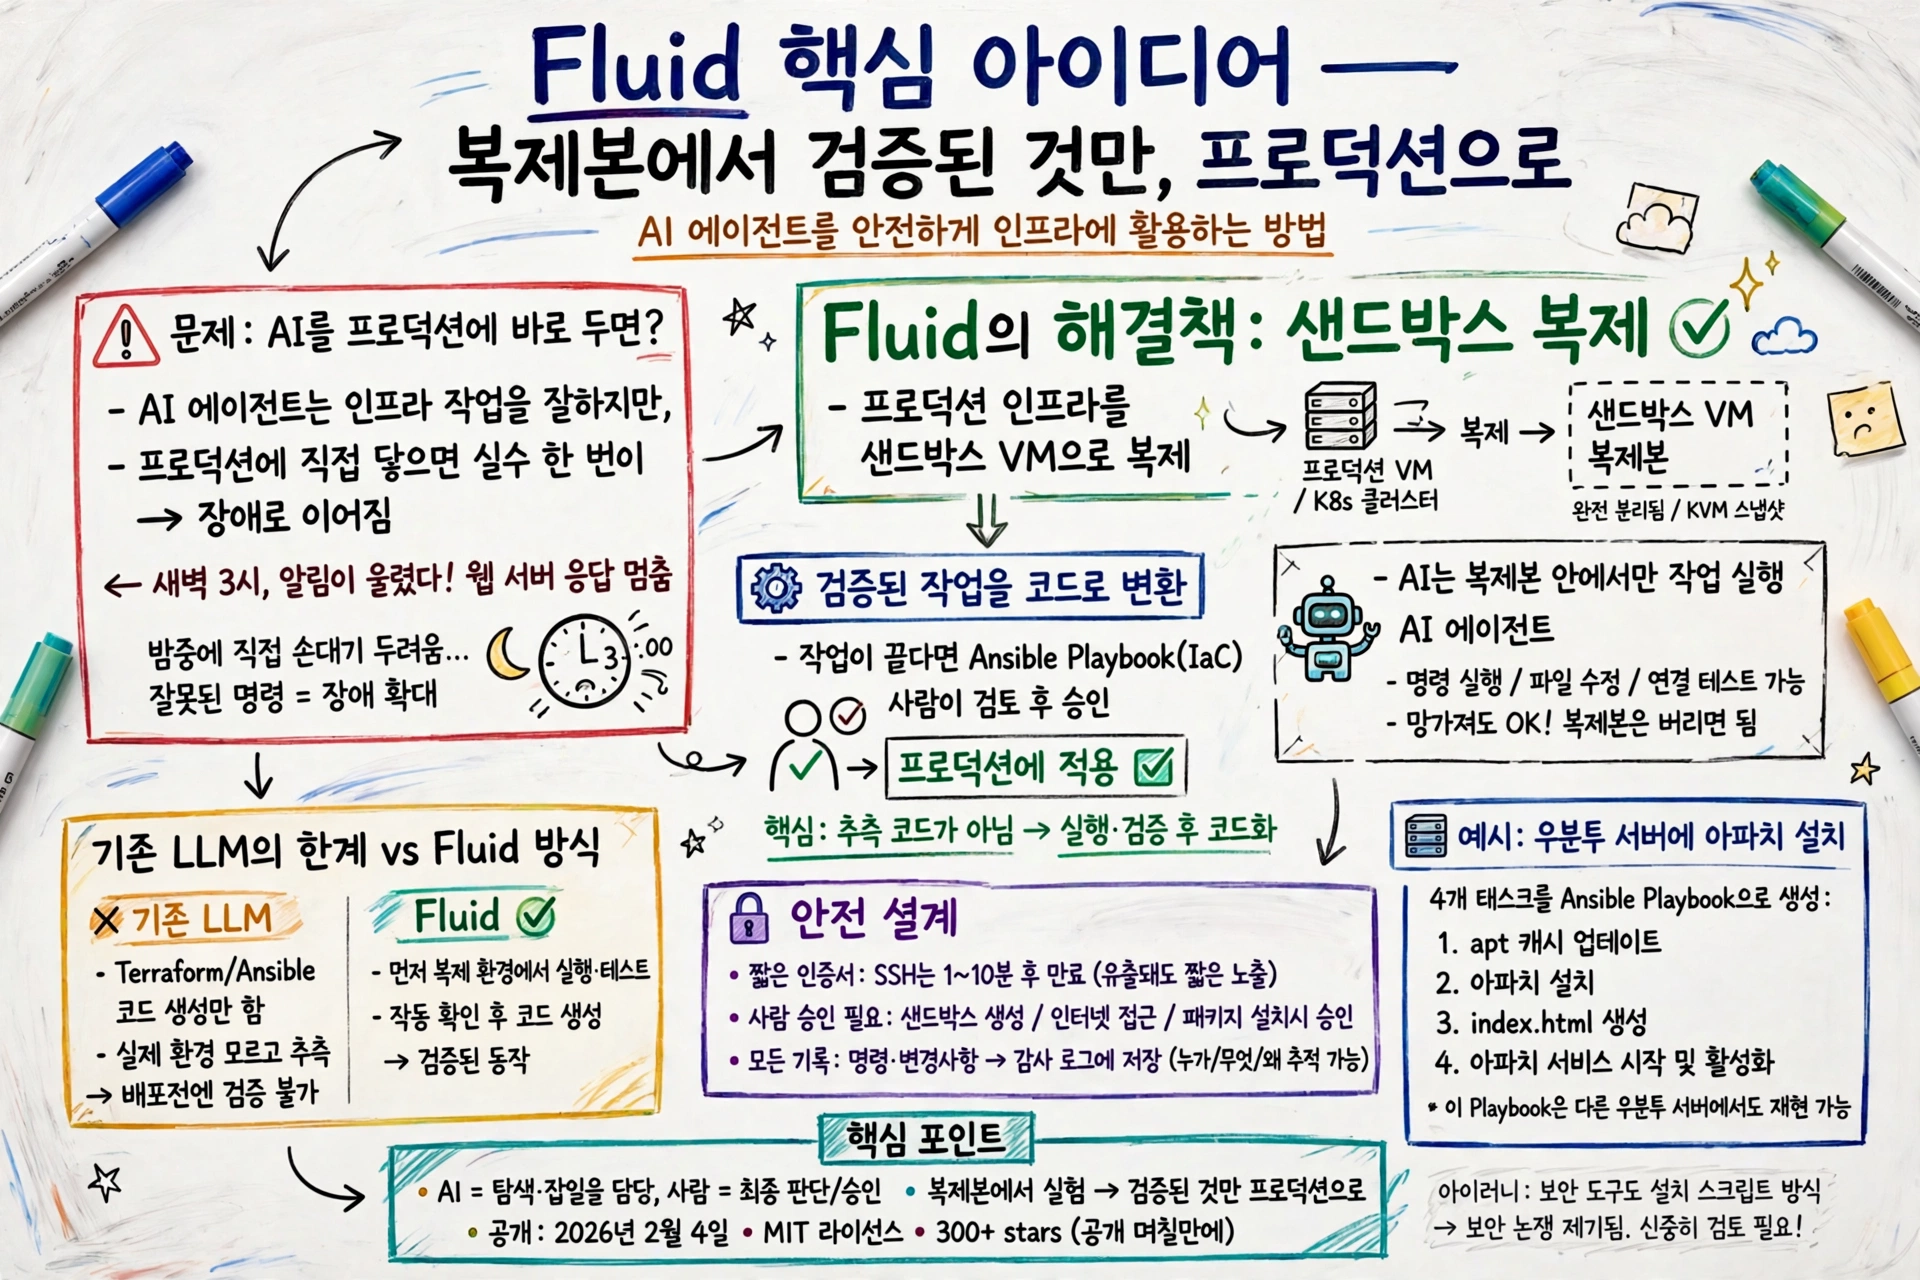 Fluid 핵심 아이디어 —
복제본에서 검증된 것만, 프로덕션으로
AI 에이전트를 안전하게 인프라에 활용하는 방법
문제: AI를 프로덕션에 바로 두면?
- AI 에이전트는 인프라 작업을 잘하지만,
- 프로덕션에 직접 닿으면 실수 한 번이
→ 장애로 이어짐
← 새벽 3시, 알림이 울렸다! 웹 서버 응답 멈춤
밤중에 직접 손대기 두려움...
잘못된 명령 = 장애 확대
3:00
Fluid의 해결책: 샌드박스 복제
- 프로덕션 인프라를
샌드박스 VM으로 복제
프로덕션 VM
/ K8s 클러스터
복제 →
샌드박스 VM
복제본
완전 분리됨 / KVM 스냅샷
- AI는 복제본 안에서만 작업 실행
AI 에이전트
- 명령 실행 / 파일 수정 / 연결 테스트 가능
- 망가져도 OK! 복제본은 버리면 됨
검증된 작업을 코드로 변환
- 작업이 끝다면 Ansible Playbook(IaC)
사람이 검토 후 승인
프로덕션에 적용
핵심: 추측 코드가 아님 → 실행·검증 후 코드화
기존 LLM의 한계 vs Fluid 방식
기존 LLM
- Terraform/Ansible
코드 생성만 함
- 실제 환경 모르고 추측
→ 배포전엔 검증 불가
Fluid
- 먼저 복제 환경에서 실행·테스트
- 작동 확인 후 코드 생성
→ 검증된 동작
안전 설계
• 짧은 인증서: SSH는 1~10분 후 만료 (유출돼도 짧은 노출)
• 사람 승인 필요: 샌드박스 생성 / 인터넷 접근 / 패키지 설치시 승인
• 모든 기록: 명령·변경사항 → 감사 로그에 저장 (누가/무엇/왜 추적 가능)
예시: 우분투 서버에 아파치 설치
4개 태스크를 Ansible Playbook으로 생성:
1. apt 캐시 업테이트
2. 아파치 설치
3. index.html 생성
4. 아파치 서비스 시작 및 활성화
* 이 Playbook은 다른 우분투 서버에서도 재현 가능
핵심 포인트
• AI = 탐색·잡일을 담당, 사람 = 최종 판단/승인 • 복제본에서 실험 → 검증된 것만 프로덕션으로
• 공개: 2026년 2월 4일 • MIT 라이선스 • 300+ stars (공개 며칠만에)
아이러니: 보안 도구도 설치 스크립트 방식
→ 보안 논쟁 제기됨. 신중히 검토 필요!